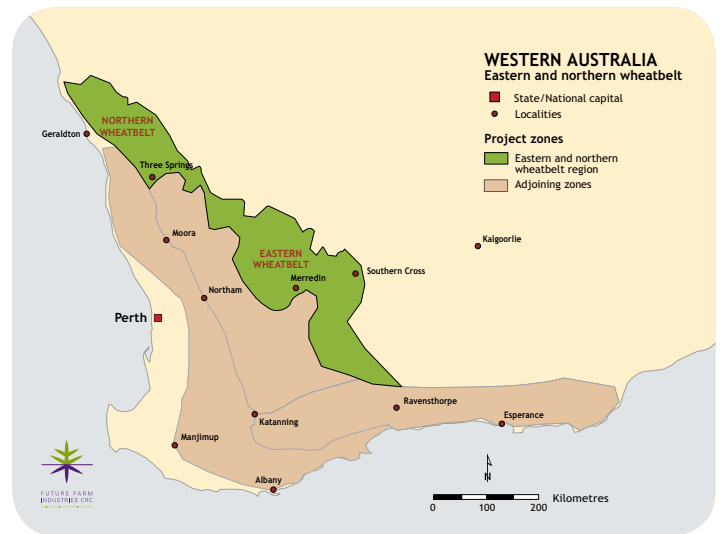 WESTERN AUSTRALIA
Eastern and northern wheatbelt
State/National capital
Localities
Project zones
Eastern and northern
wheatbelt region
Adjoining zones
NORTHERN
WHEATBELT
Geraldton
Three Springs
Moora
Kalgoorlie
EASTERN
WHEATBELT
Southern Cross
Merredin
Northam
Perth
Ravensthorpe
Esperance
Katanning
Manjimup
Albany
N
Kilometres
0 100 200
FUTURE FARM
INDUSTRIES CRC